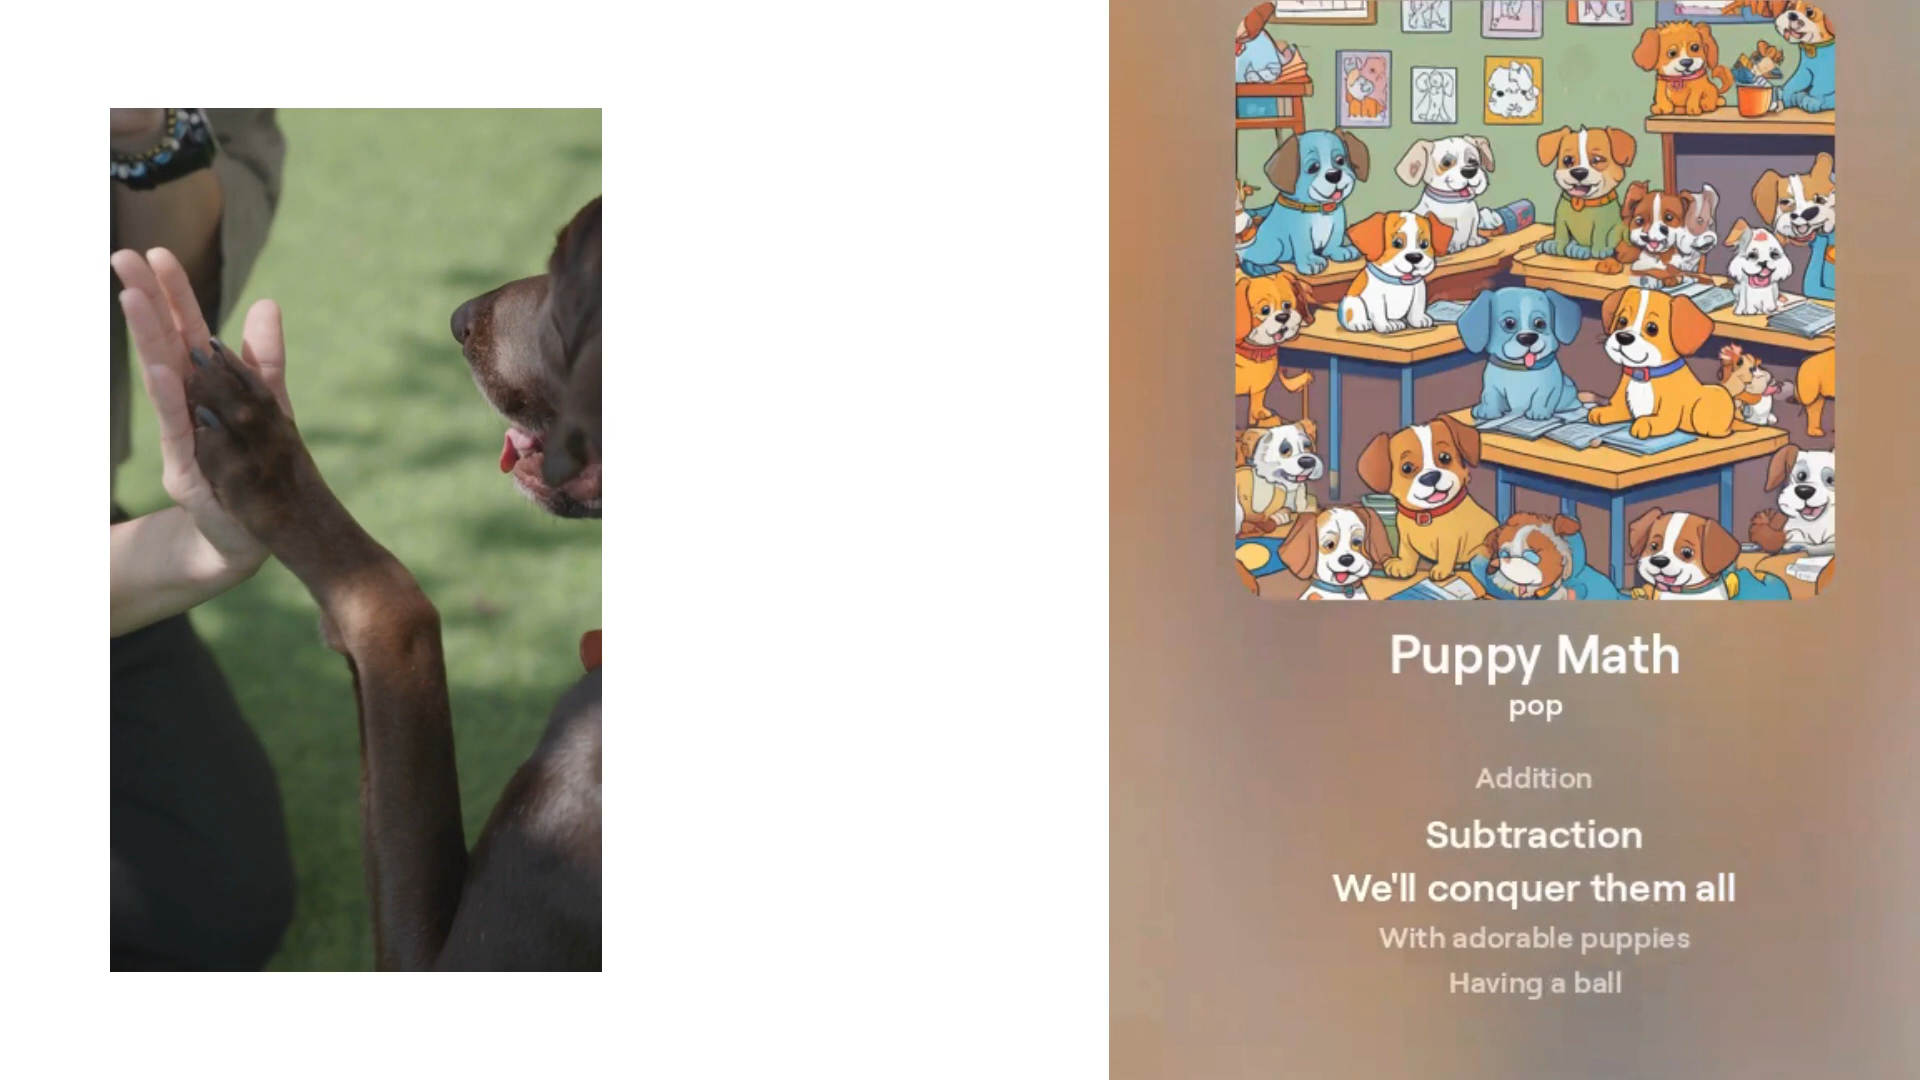 Puppy Math
pop
Addition
Subtraction
We'll conquer them all
With adorable puppies
Having a ball